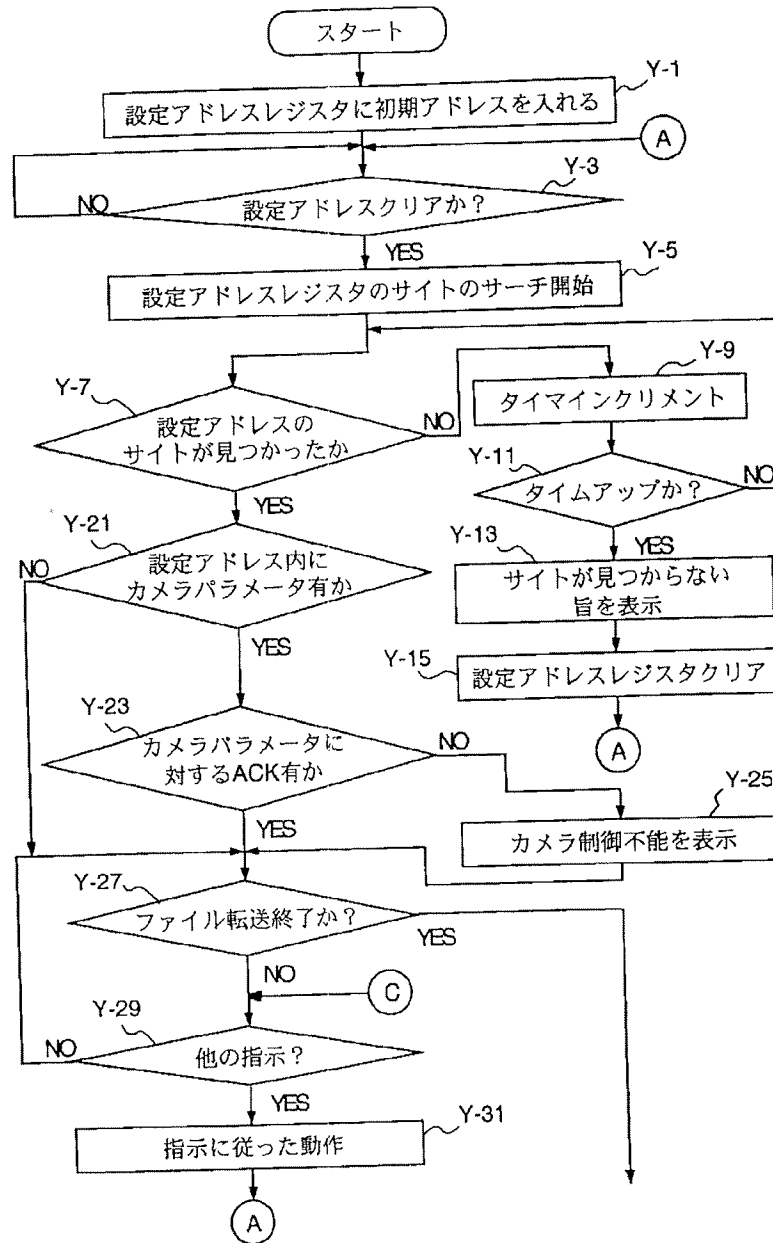 スタート
Y-1
設定アドレスレジスタに初期アドレスを入れる
A
Y-3
NO
設定アドレスクリアか？
YES
Y-5
設定アドレスレジスタのサイトのサーチ開始
Y-7
設定アドレスの
サイトが見つかったか
NO
YES
Y-9
タイマインクリメント
Y-11
タイムアップか？
NO
YES
Y-13
サイトが見つからない
旨を表示
Y-15
設定アドレスレジスタクリア
A
Y-21
NO
設定アドレス内に
カメラパラメータ有か
YES
Y-23
カメラパラメータに
対するACK有か
NO
YES
Y-25
カメラ制御不能を表示
Y-27
ファイル転送終了か？
YES
NO
C
Y-29
NO
他の指示？
YES
Y-31
指示に従った動作
A